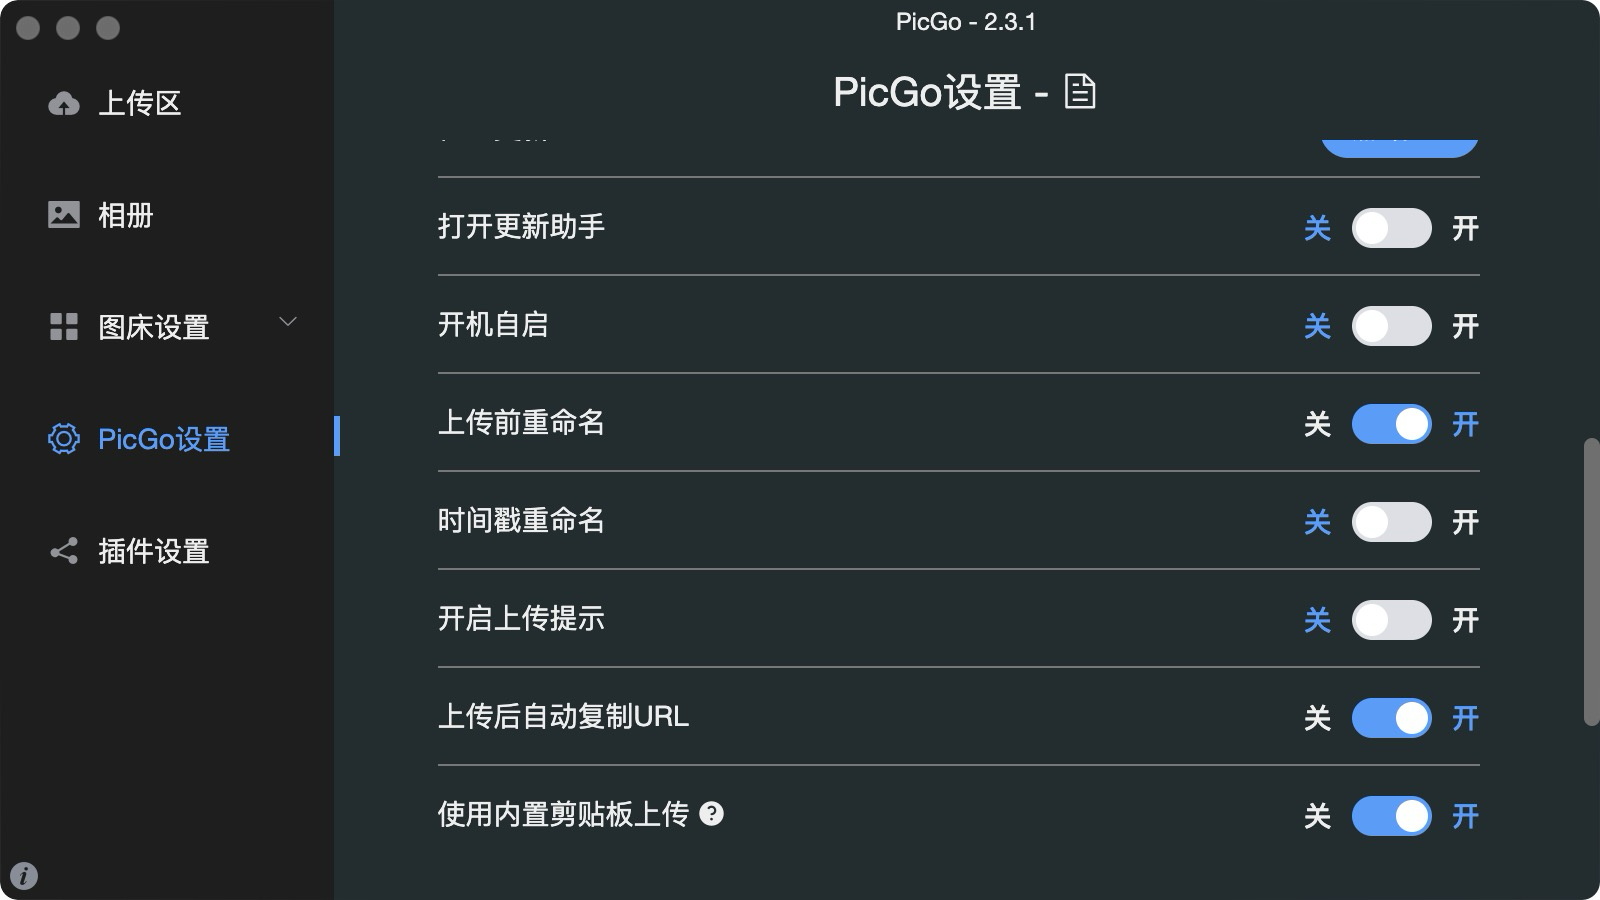 PicGo - 2.3.1
PicGo设置 -
上传区
相册
图床设置
PicGo设置
插件设置
打开更新助手 关 开
开机自启 关 开
上传前重命名 关 开
时间戳重命名 关 开
开启上传提示 关 开
上传后自动复制URL 关 开
使用内置剪贴板上传 ? 关 开
i